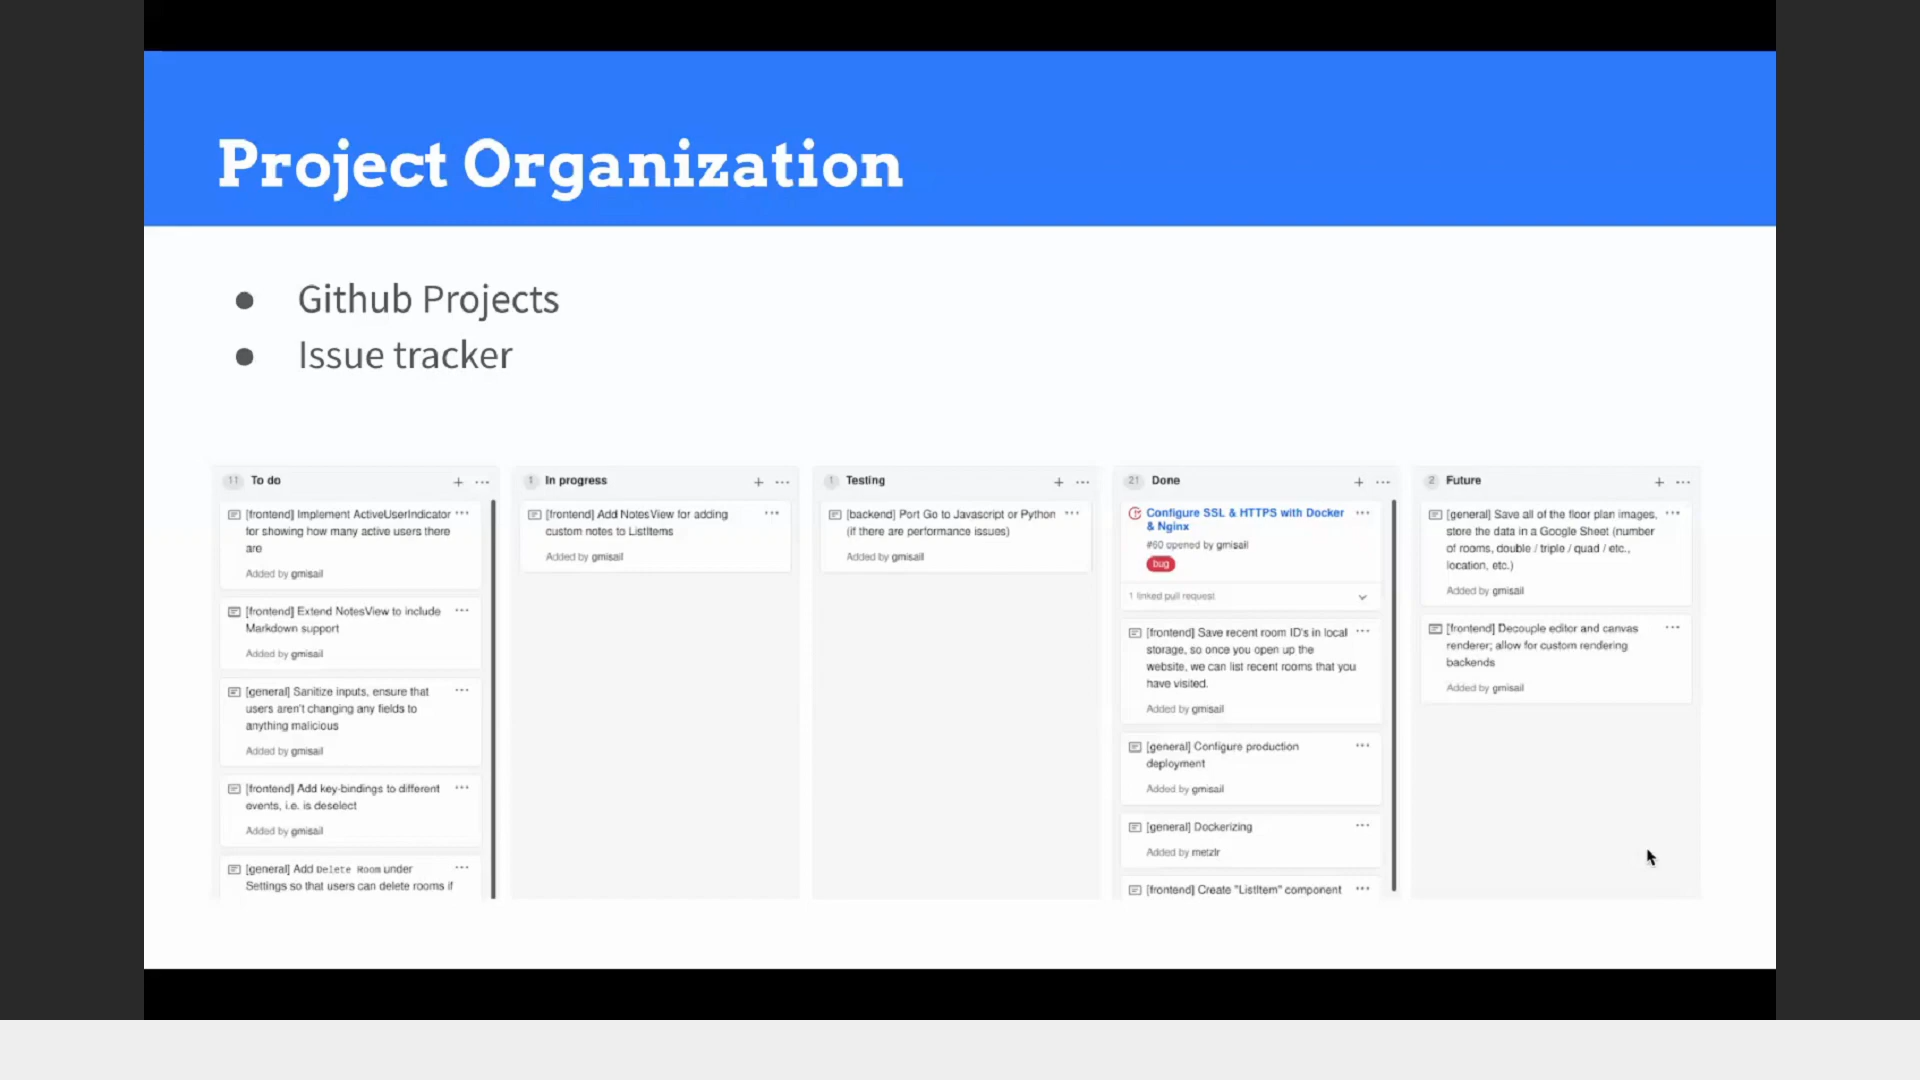 Project Organization
● Github Projects
● Issue tracker
11 To do
[frontend] Implement ActiveUserIndicator
for showing how many active users there
are
Added by gmisail
[frontend] Extend NotesView to include
Markdown support
Added by gmisail
[general] Sanitize inputs, ensure that
users aren't changing any fields to
anything malicious
Added by gmisail
[frontend] Add key-bindings to different
events, i.e. is deselect
Added by gmisail
[general] Add Delete Room under
Settings so that users can delete rooms if
1 In progress
[frontend] Add NotesView for adding
custom notes to ListItems
Added by gmisail
1 Testing
[backend] Port Go to Javascript or Python
(if there are performance issues)
Added by gmisail
21 Done
Configure SSL & HTTPS with Docker
& Nginx
#60 opened by gmisail
bug
1 linked pull request
[frontend] Save recent room ID's in local
storage, so once you open up the
website, we can list recent rooms that you
have visited.
Added by gmisail
[general] Configure production
deployment
Added by gmisail
[general] Dockerizing
Added by metzlr
[frontend] Create "ListItem" component
2 Future
[general] Save all of the floor plan images,
store the data in a Google Sheet (number
of rooms, double / triple / quad / etc.,
location, etc.)
Added by gmisail
[frontend] Decouple editor and canvas
renderer; allow for custom rendering
backends
Added by gmisail